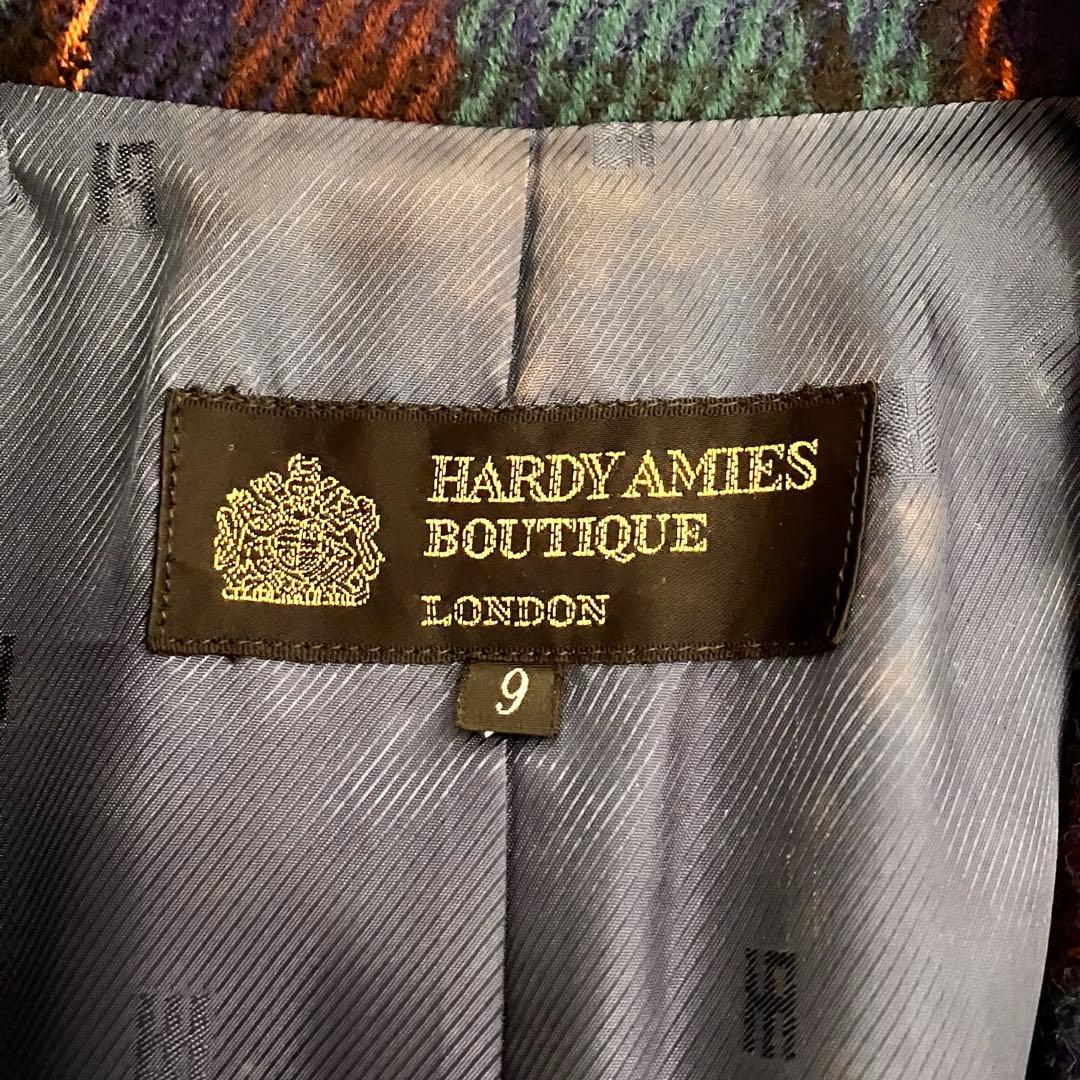 HARDY AMIES
BOUTIQUE
LONDON
9